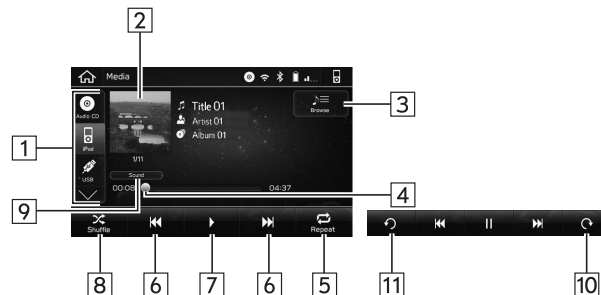 2
Media
Audio CD
Title 01
Artist 01
Album 01
Browse
3
1
iPod
1/11
USB
Sound
00:08
04:37
4
9
Shuffle
Repeat
8
6
7
6
5
11
10